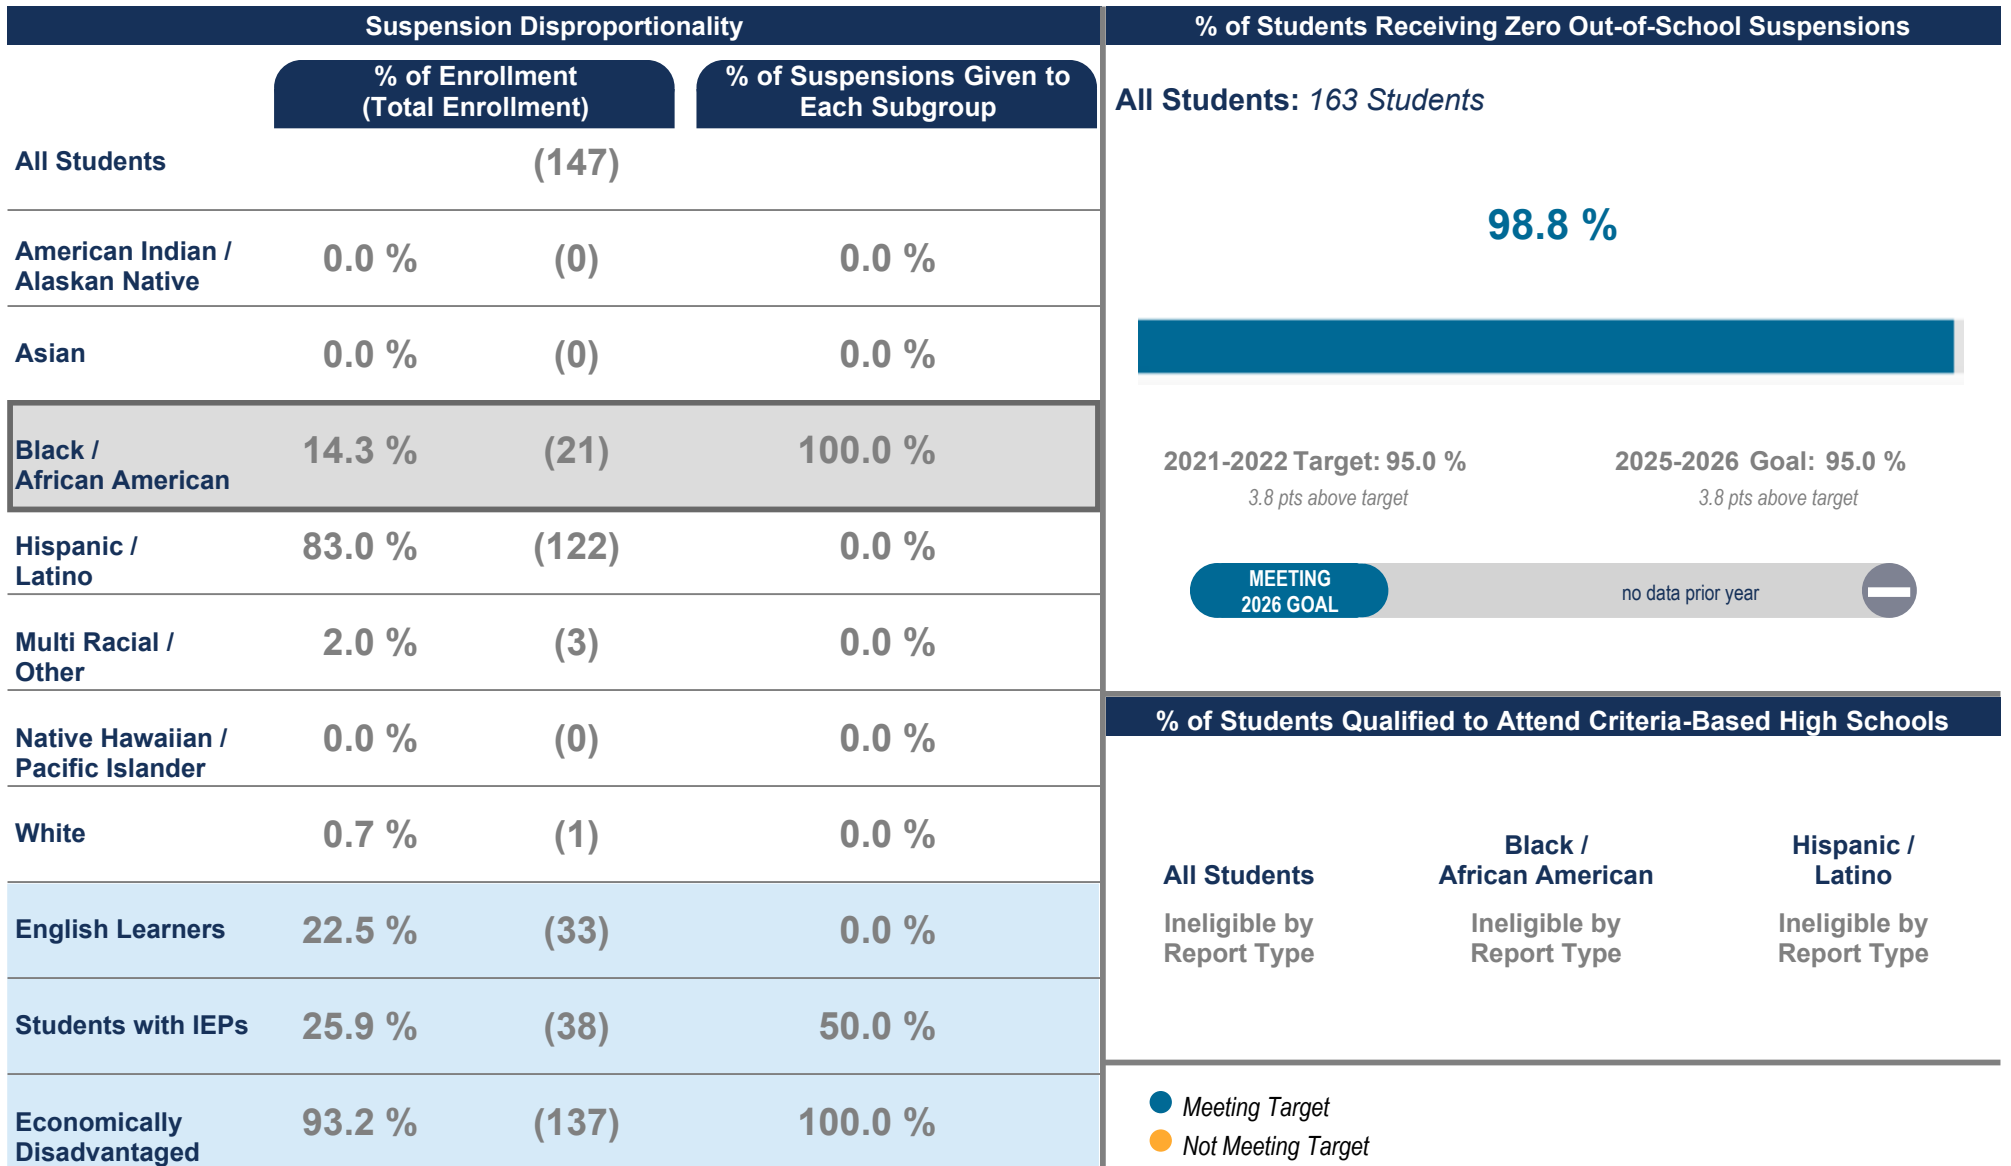 Suspension Disproportionality
% of Enrollment
(Total Enrollment)
% of Suspensions Given to
Each Subgroup
All Students
(147)
American Indian /
Alaskan Native
0.0 %
(0)
0.0 %
Asian
0.0 %
(0)
0.0 %
Black /
African American
14.3 %
(21)
100.0 %
Hispanic /
Latino
83.0 %
(122)
0.0 %
Multi Racial /
Other
2.0 %
(3)
0.0 %
Native Hawaiian /
Pacific Islander
0.0 %
(0)
0.0 %
White
0.7 %
(1)
0.0 %
English Learners
22.5 %
(33)
0.0 %
Students with IEPs
25.9 %
(38)
50.0 %
Economically
Disadvantaged
93.2 %
(137)
100.0 %
% of Students Receiving Zero Out-of-School Suspensions
All Students: 163 Students
98.8 %
2021-2022 Target: 95.0 %
3.8 pts above target
2025-2026 Goal: 95.0 %
3.8 pts above target
MEETING
2026 GOAL
no data prior year
% of Students Qualified to Attend Criteria-Based High Schools
All Students
Ineligible by
Report Type
Black /
African American
Ineligible by
Report Type
Hispanic /
Latino
Ineligible by
Report Type
Meeting Target
Not Meeting Target